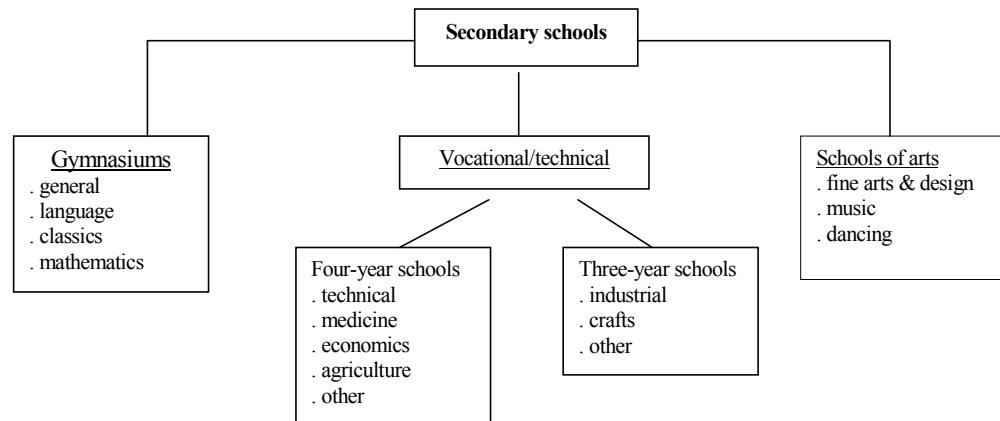 Secondary schools
Gymnasiums
. general
. language
. classics
. mathematics
Vocational/technical
Schools of arts
. fine arts & design
. music
. dancing
Four-year schools
. technical
. medicine
. economics
. agriculture
. other
Three-year schools
. industrial
. crafts
. other